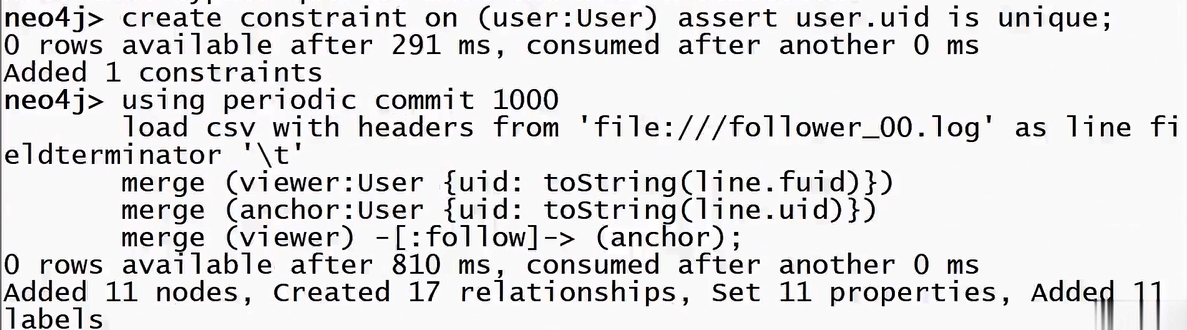 neo4j> create constraint on (user:User) assert user.uid is unique;
0 rows available after 291 ms, consumed after another 0 ms
Added 1 constraints
neo4j> using periodic commit 1000
load csv with headers from 'file:///follower_00.log' as line fi
eldterminator '\t'
merge (viewer:User {uid: toString(line.fuid)})
merge (anchor:User {uid: toString(line.uid)})
merge (viewer) -[:follow]-> (anchor);
0 rows available after 810 ms, consumed after another 0 ms
Added 11 nodes, Created 17 relationships, Set 11 properties, Added 11
labels